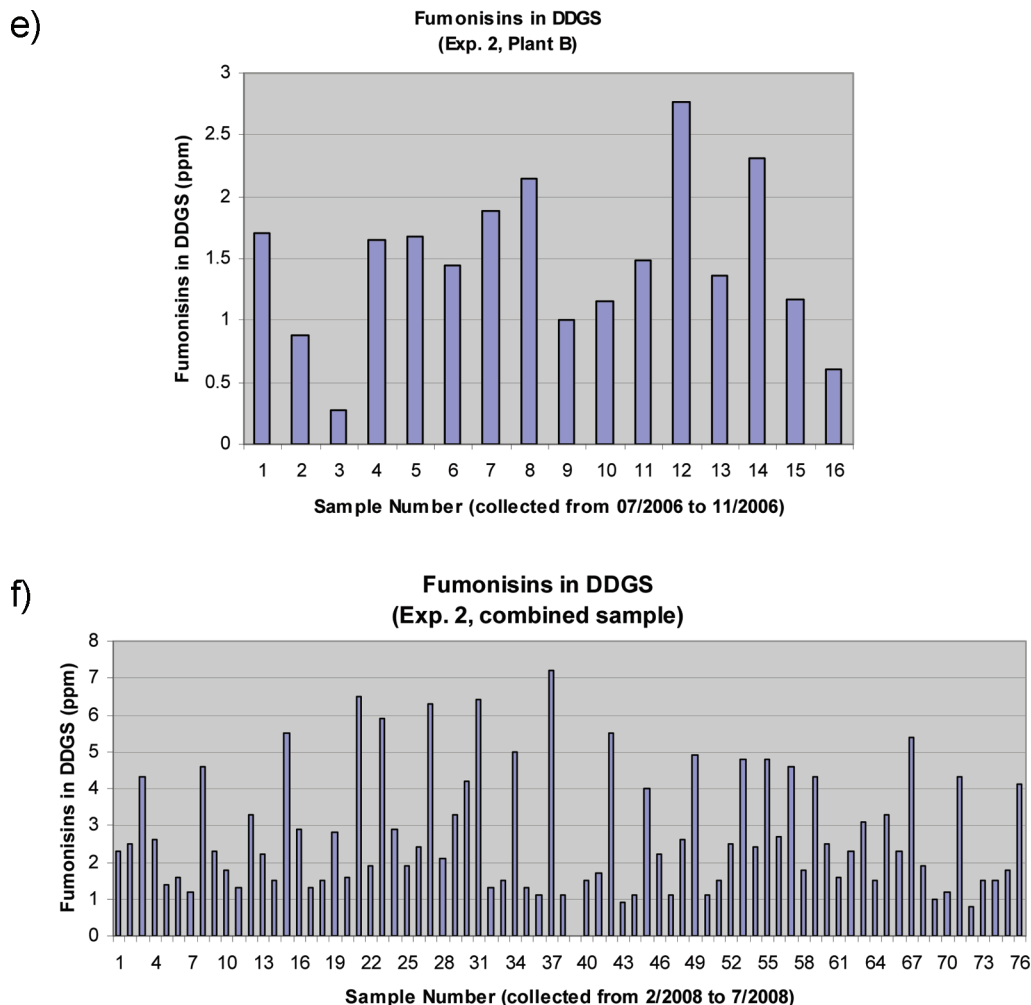 e)
Fumonisins in DDGS
(Exp. 2, Plant B)
Fumonisins in DDGS (ppm)
3
2.5
2
1.5
1
0.5
0
1 2 3 4 5 6 7 8 9 10 11 12 13 14 15 16
Sample Number (collected from 07/2006 to 11/2006)
f)
Fumonisins in DDGS
(Exp. 2, combined sample)
Fumonisins in DDGS (ppm)
8
7
6
5
4
3
2
1
0
1 4 7 10 13 16 19 22 25 28 31 34 37 40 43 46 49 52 55 58 61 64 67 70 73 76
Sample Number (collected from 2/2008 to 7/2008)